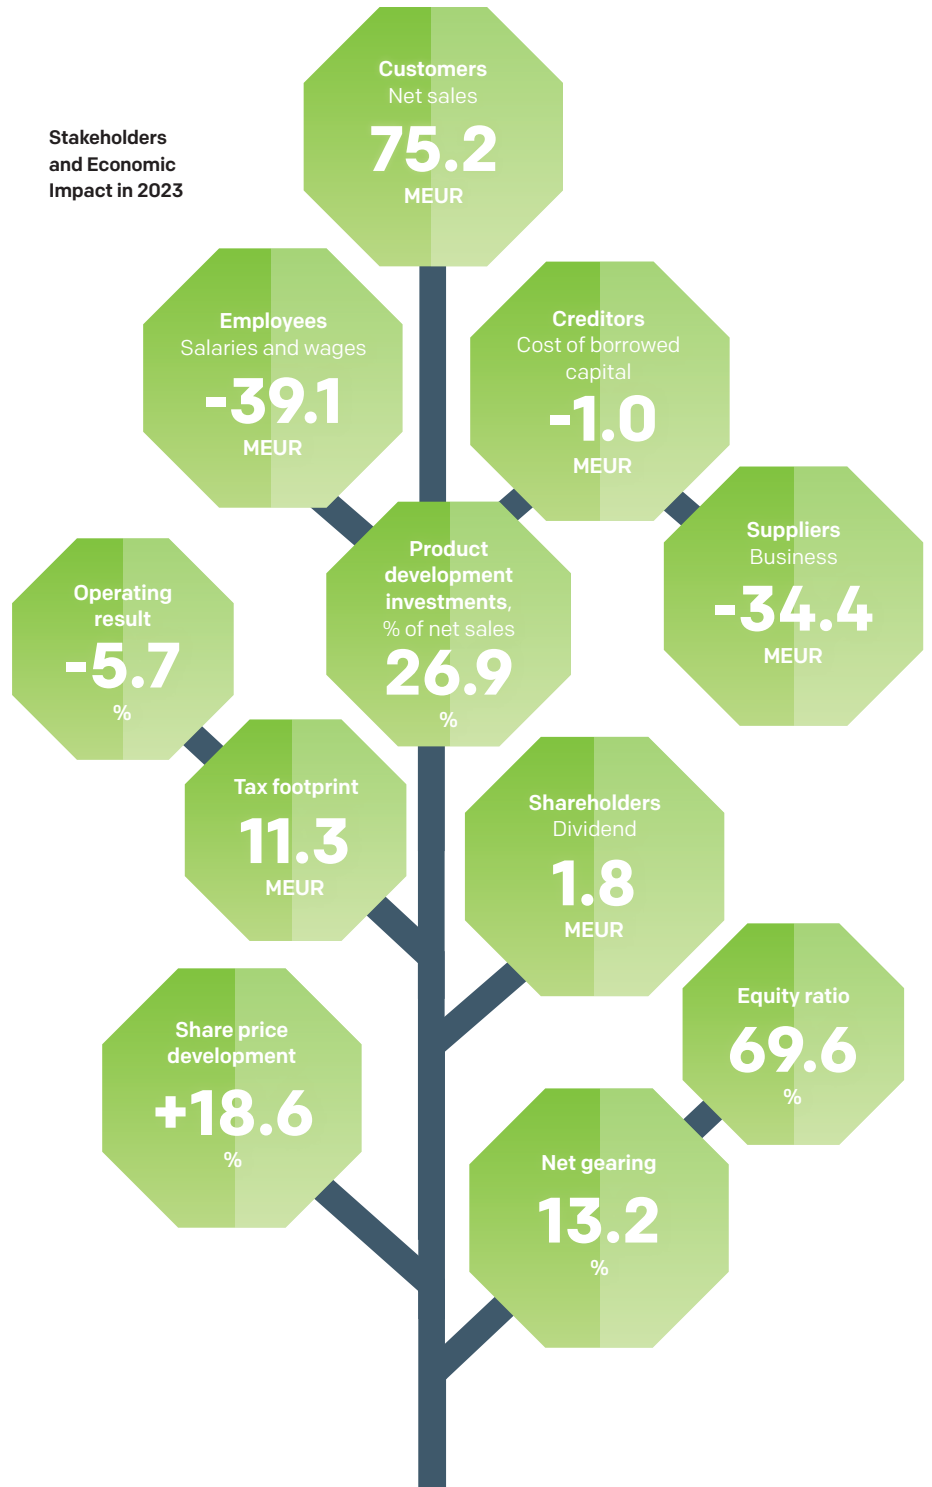 Stakeholders
and Economic
Impact in 2023
Customers
Net sales
75.2
MEUR
Employees
Salaries and wages
-39.1
MEUR
Creditors
Cost of borrowed
capital
-1.0
MEUR
Suppliers
Business
-34.4
MEUR
Product
development
investments,
% of net sales
26.9
%
Operating
result
-5.7
%
Tax footprint
11.3
MEUR
Shareholders
Dividend
1.8
MEUR
Equity ratio
69.6
%
Share price
development
+18.6
%
Net gearing
13.2
%